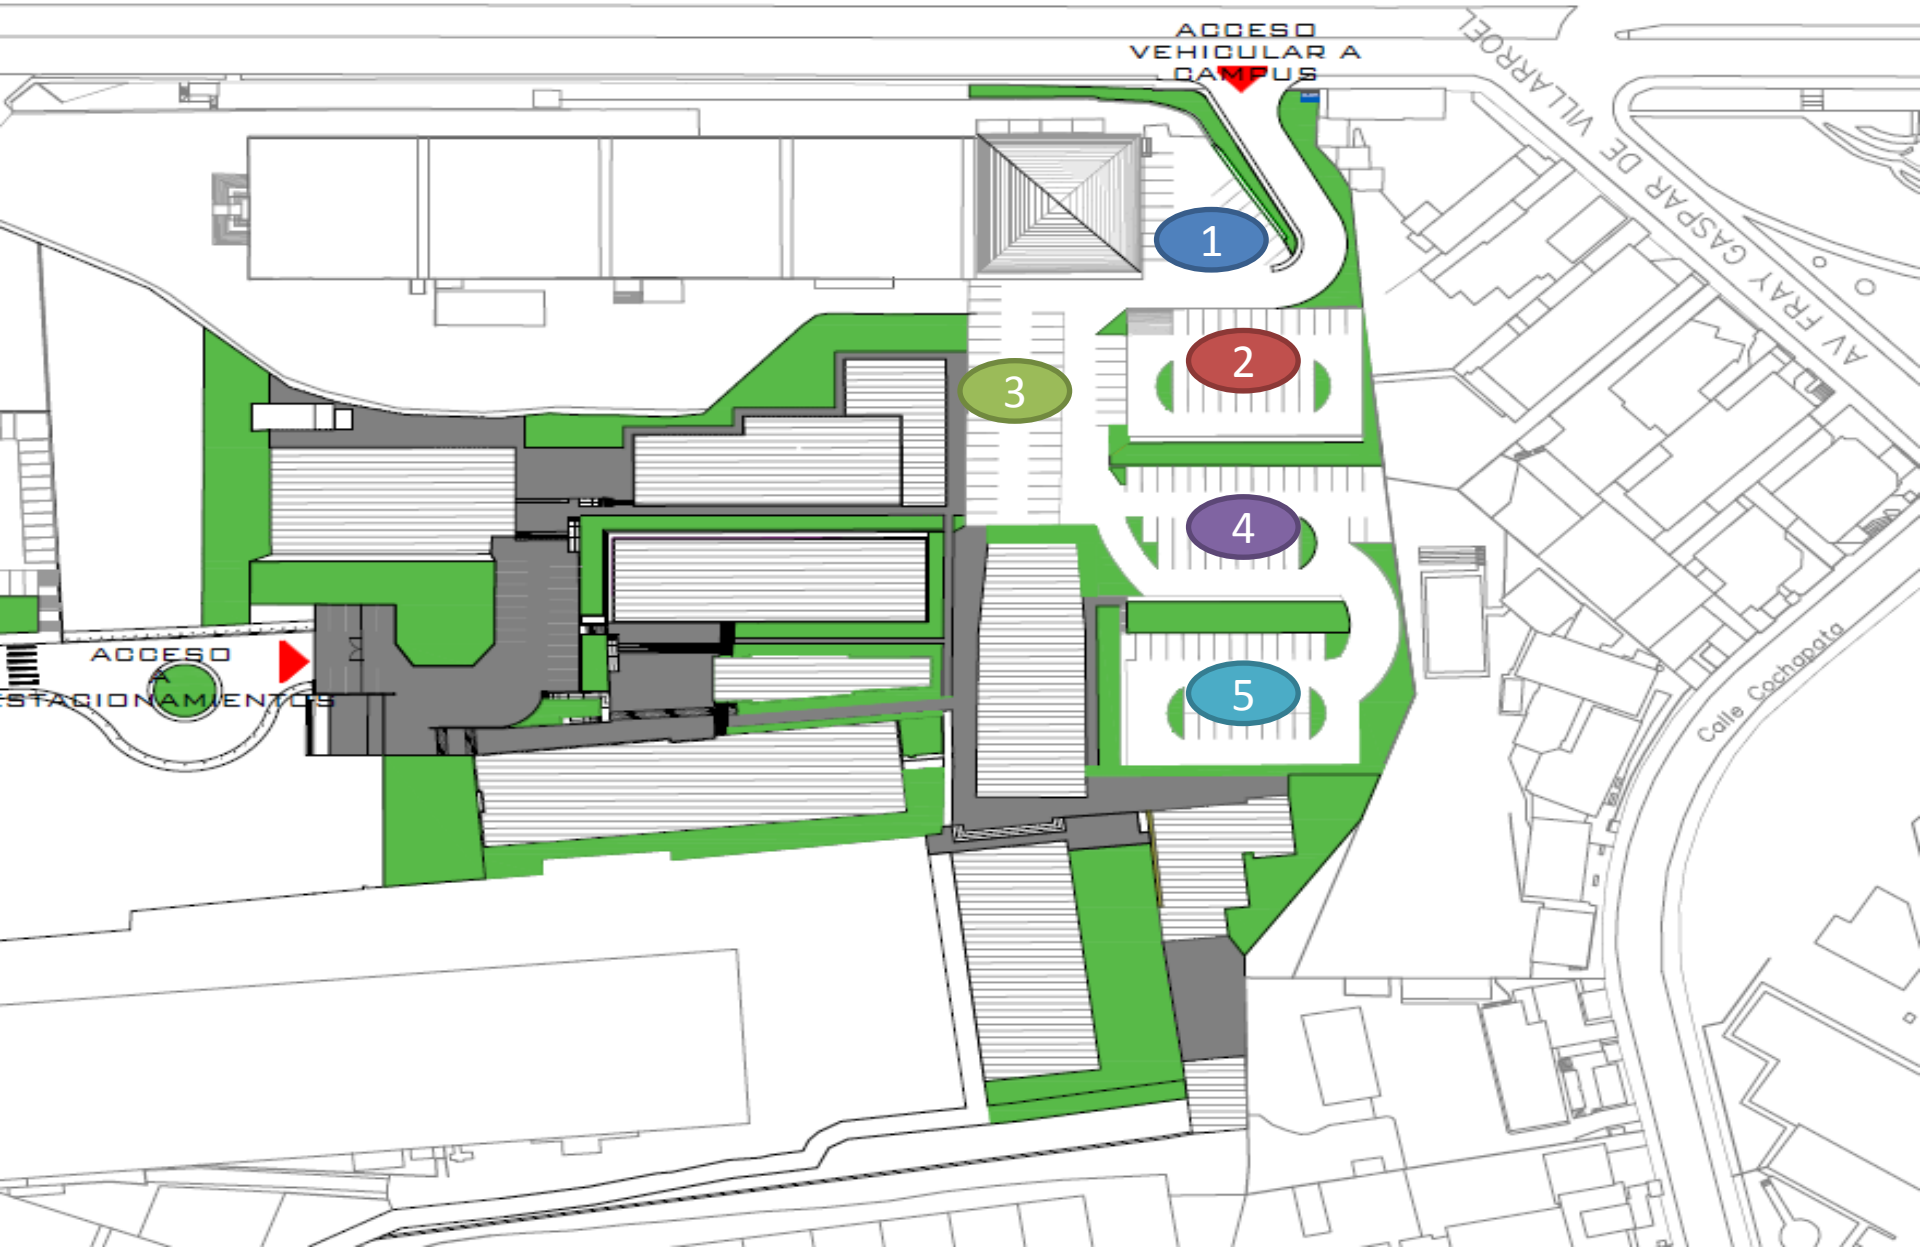 ACCESO
VEHICULAR A
CAMPUS
AV FRAY GASPAR DE VILLARROEL
1
2
3
4
5
ACCESO
A
ESTACIONAMIENTOS
Calle Cochapata